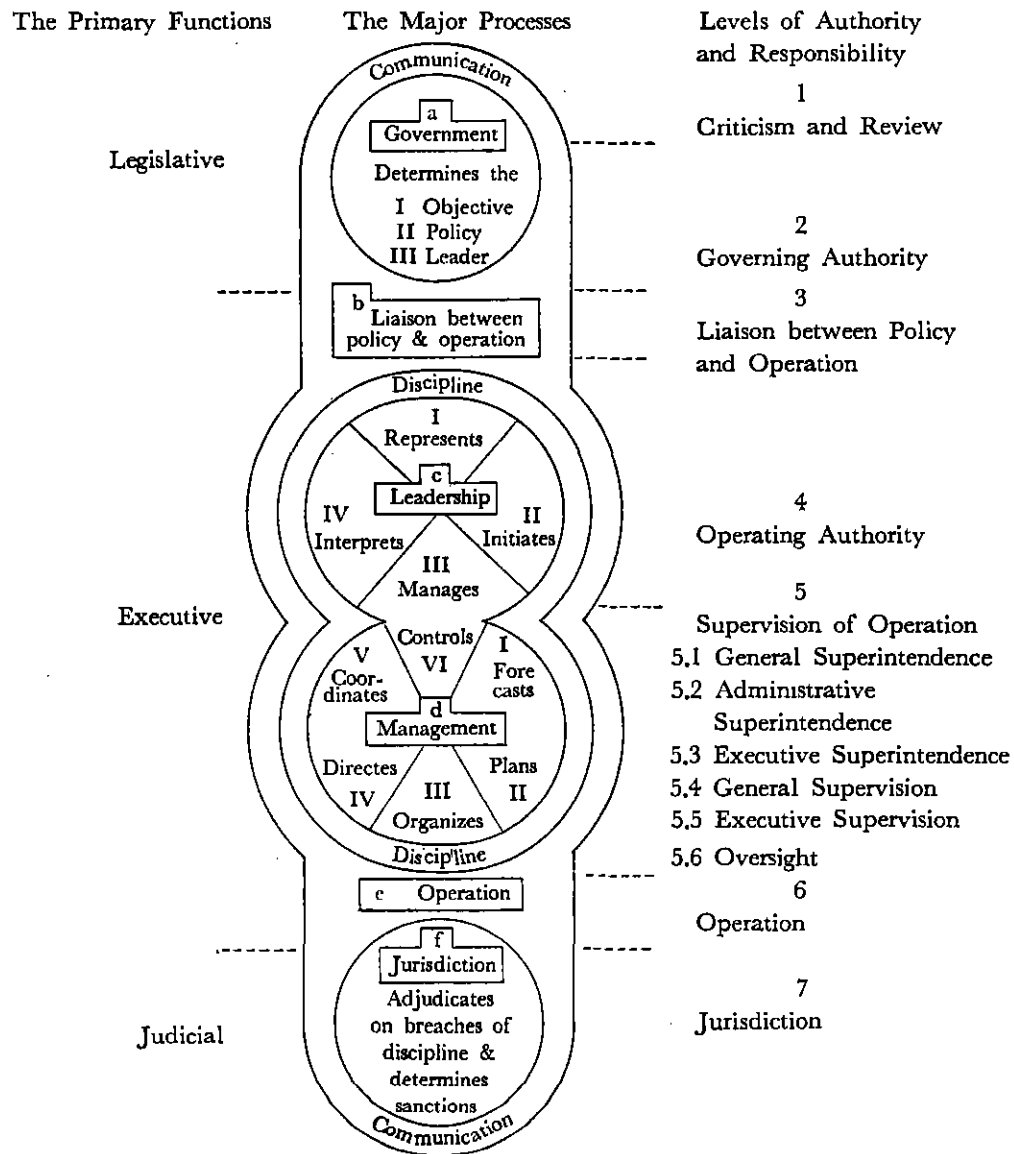 The Primary Functions
The Major Processes
Levels of Authority
and Responsibility
Legislative
Executive
Judicial
Communication
a
Government
Determines the
I Objective
II Policy
III Leader
b
Liaison between
policy & operation
Discipline
I
Represents
c
Leadership
IV
Interprets
II
Initiates
III
Manages
Controls
VI
V
Coor-
dinates
I
Fore
casts
d
Management
Directes
IV
III
Organizes
Plans
II
Discipline
e Operation
f
Jurisdiction
Adjudicates
on breaches of
discipline &
determines
sanctions
Communication
1
Criticism and Review
2
Governing Authority
3
Liaison between Policy
and Operation
4
Operating Authority
5
Supervision of Operation
5.1 General Superintendence
5.2 Administrative
Superintendence
5.3 Executive Superintendence
5.4 General Supervision
5.5 Executive Supervision
5.6 Oversight
6
Operation
7
Jurisdiction